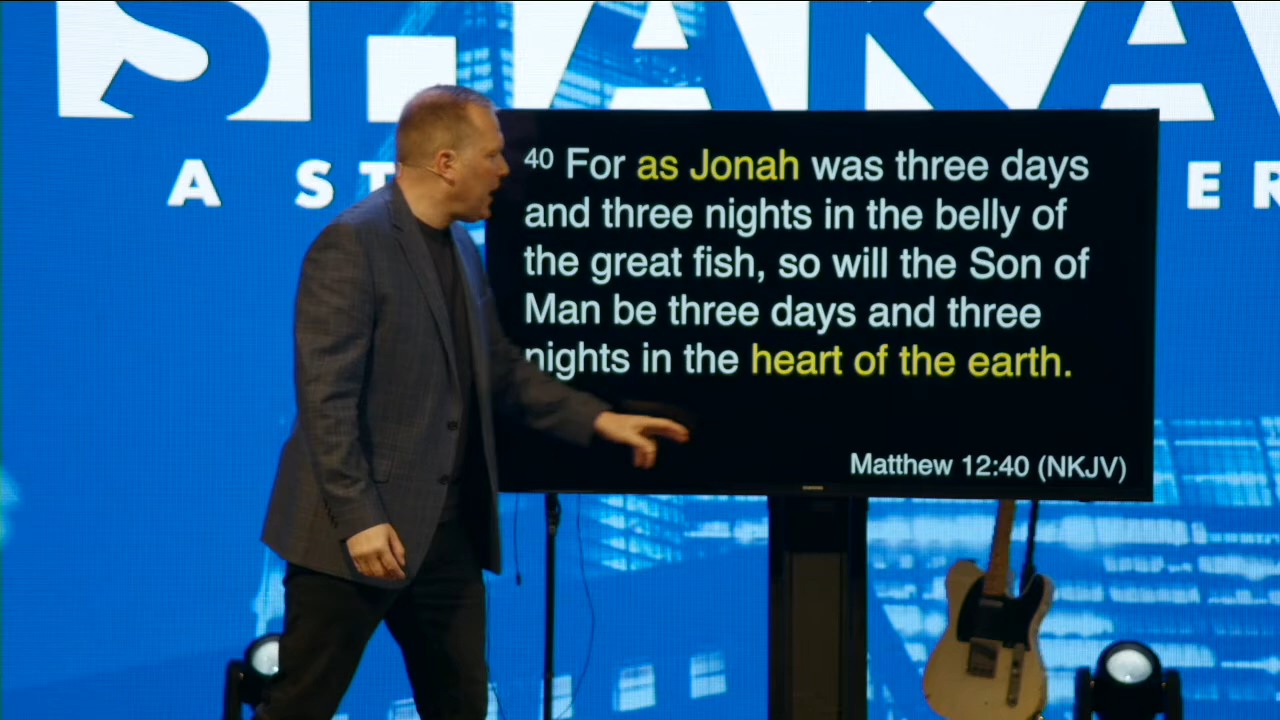 A ST ER
40 For as Jonah was three days
and three nights in the belly of
the great fish, so will the Son of
Man be three days and three
nights in the heart of the earth.
Matthew 12:40 (NKJV)